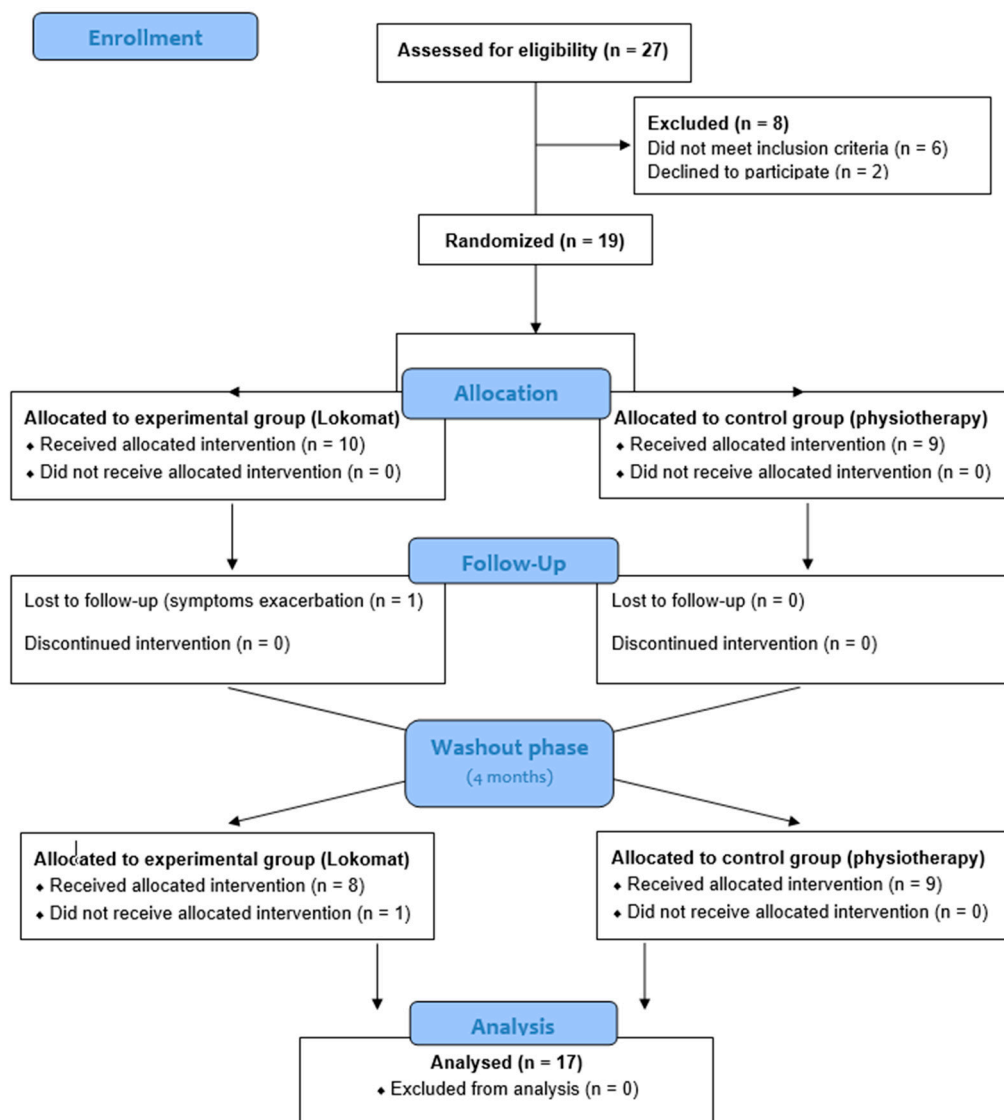 Enrollment
Assessed for eligibility (n = 27)
Excluded (n = 8)
Did not meet inclusion criteria (n = 6)
Declined to participate (n = 2)
Randomized (n = 19)
Allocation
Allocated to experimental group (Lokomat)
⬥ Received allocated intervention (n = 10)
⬥ Did not receive allocated intervention (n = 0)
Allocated to control group (physiotherapy)
⬥ Received allocated intervention (n = 9)
⬥ Did not receive allocated intervention (n = 0)
Follow-Up
Lost to follow-up (symptoms exacerbation (n = 1)
Discontinued intervention (n = 0)
Lost to follow-up (n = 0)
Discontinued intervention (n = 0)
Washout phase
(4 months)
Allocated to experimental group (Lokomat)
⬥ Received allocated intervention (n = 8)
⬥ Did not receive allocated intervention (n = 1)
Allocated to control group (physiotherapy)
⬥ Received allocated intervention (n = 9)
⬥ Did not receive allocated intervention (n = 0)
Analysis
Analysed (n = 17)
⬥ Excluded from analysis (n = 0)